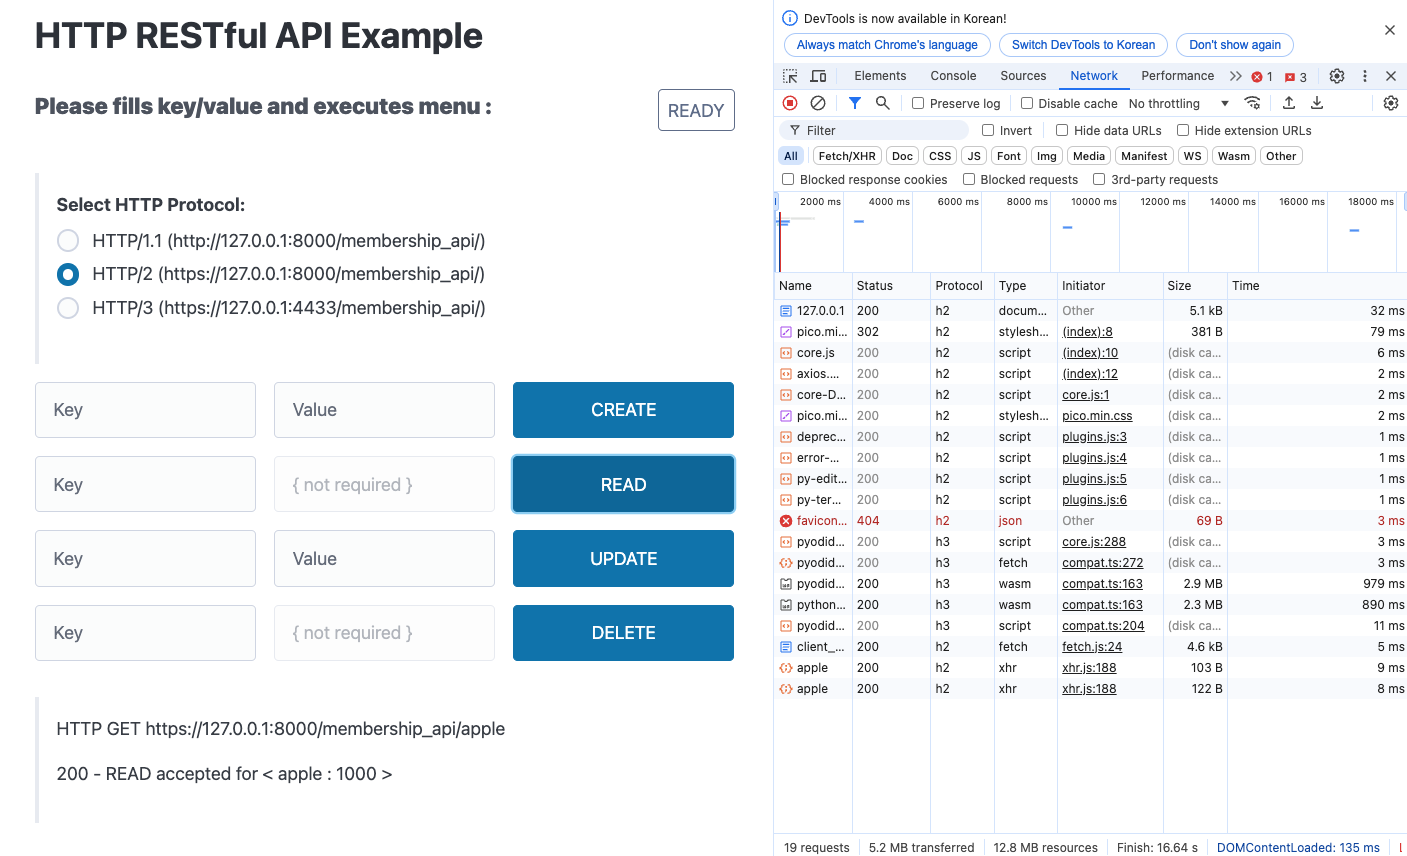 HTTP RESTful API Example
Please fills key/value and executes menu :
READY
Select HTTP Protocol:
HTTP/1.1 (http://127.0.0.1:8000/membership_api/)
HTTP/2 (https://127.0.0.1:8000/membership_api/)
HTTP/3 (https://127.0.0.1:4433/membership_api/)
Key Value CREATE
Key { not required } READ
Key Value UPDATE
Key { not required } DELETE
HTTP GET https://127.0.0.1:8000/membership_api/apple
200 - READ accepted for < apple : 1000 >
DevTools is now available in Korean!
Always match Chrome's language Switch DevTools to Korean Don't show again
Elements Console Sources Network Performance 1 3
Preserve log Disable cache No throttling
Filter Invert Hide data URLs Hide extension URLs
All Fetch/XHR Doc CSS JS Font Img Media Manifest WS Wasm Other
Blocked response cookies Blocked requests 3rd-party requests
2000 ms 4000 ms 6000 ms 8000 ms 10000 ms 12000 ms 14000 ms 16000 ms 18000 ms
Name Status Protocol Type Initiator Size Time
127.0.0.1 200 h2 docum... Other 5.1 kB 32 ms
pico.mi... 302 h2 stylesh... (index):8 381 B 79 ms
core.js 200 h2 script (index):10 (disk ca... 6 ms
axios.... 200 h2 script (index):12 (disk ca... 2 ms
core-D... 200 h2 script core.js:1 (disk ca... 2 ms
pico.mi... 200 h2 stylesh... pico.min.css (disk ca... 2 ms
deprec... 200 h2 script plugins.js:3 (disk ca... 1 ms
error-... 200 h2 script plugins.js:4 (disk ca... 1 ms
py-edit... 200 h2 script plugins.js:5 (disk ca... 1 ms
py-ter... 200 h2 script plugins.js:6 (disk ca... 1 ms
favicon... 404 h2 json Other 69 B 3 ms
pyodid... 200 h3 script core.js:288 (disk ca... 3 ms
pyodid... 200 h3 fetch compat.ts:272 (disk ca... 3 ms
pyodid... 200 h3 wasm compat.ts:163 2.9 MB 979 ms
python... 200 h3 wasm compat.ts:163 2.3 MB 890 ms
pyodid... 200 h3 script compat.ts:204 (disk ca... 11 ms
client_... 200 h2 fetch fetch.js:24 4.6 kB 5 ms
apple 200 h2 xhr xhr.js:188 103 B 9 ms
apple 200 h2 xhr xhr.js:188 122 B 8 ms
19 requests 5.2 MB transferred 12.8 MB resources Finish: 16.64 s DOMContentLoaded: 135 ms